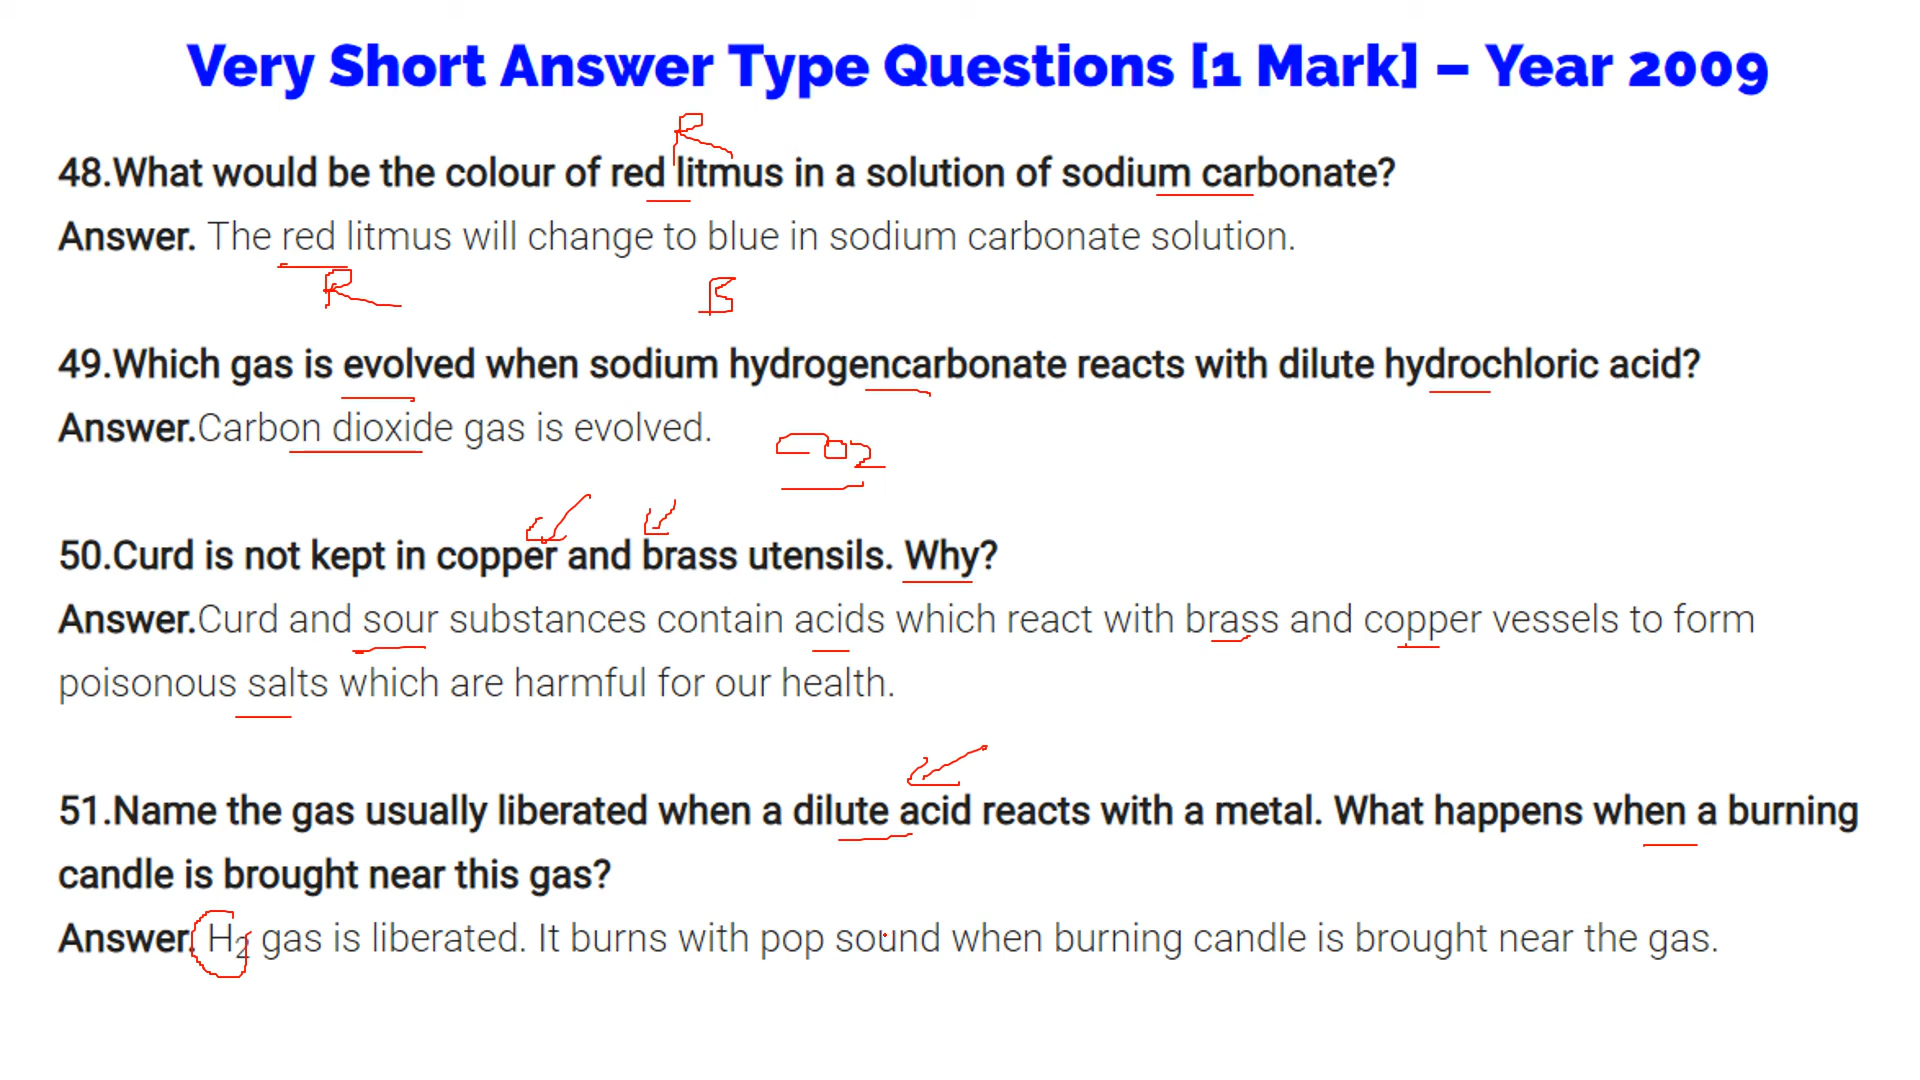 Very Short Answer Type Questions [1 Mark] – Year 2009
R
48.What would be the colour of red litmus in a solution of sodium carbonate?
Answer. The red litmus will change to blue in sodium carbonate solution.
R B
49.Which gas is evolved when sodium hydrogencarbonate reacts with dilute hydrochloric acid?
Answer.Carbon dioxide gas is evolved.
CO2
50.Curd is not kept in copper and brass utensils. Why?
Answer.Curd and sour substances contain acids which react with brass and copper vessels to form
poisonous salts which are harmful for our health.
51.Name the gas usually liberated when a dilute acid reacts with a metal. What happens when a burning
candle is brought near this gas?
Answer. H₂ gas is liberated. It burns with pop sound when burning candle is brought near the gas.